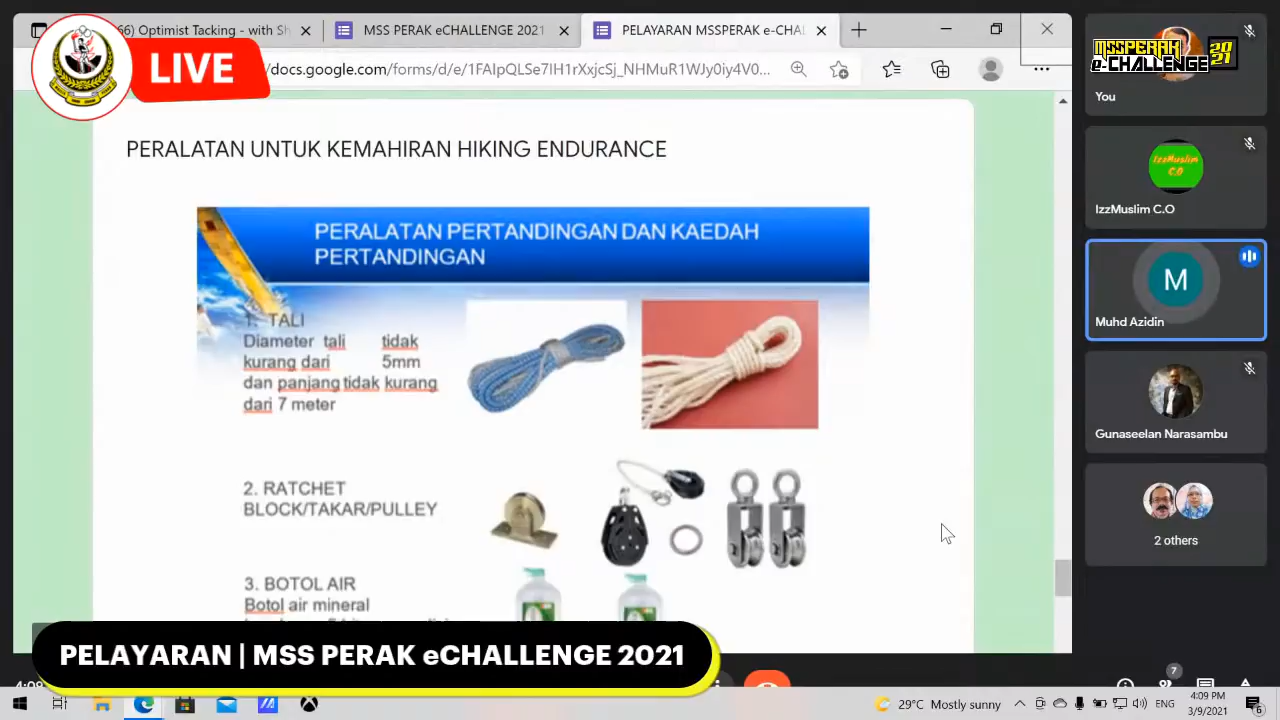 66) Optimist Tacking - with Sh
MSS PERAK eCHALLENGE 2021
PELAYARAN MSSPERAK e-CHAL
LIVE
docs.google.com/forms/d/e/1FAIpQLSe7IH1rXxjcSj_NHMuR1WJy0iy4V0...
PERALATAN UNTUK KEMAHIRAN HIKING ENDURANCE
PERALATAN PERTANDINGAN DAN KAEDAH
PERTANDINGAN
1. TALI
Diameter tali tidak
kurang dari 5mm
dan panjang tidak kurang
dari 7 meter
2. RATCHET
BLOCK/TAKAR/PULLEY
3. BOTOL AIR
Botol air mineral
PELAYARAN | MSS PERAK eCHALLENGE 2021
MSSPERAK 2021
e-CHALLENGE
You
IzzMuslim
C.O
IzzMuslim C.O
M
Muhd Azidin
Gunaseelan Narasambu
2 others
7
29°C Mostly sunny
ENG
4:09 PM
3/9/2021
6